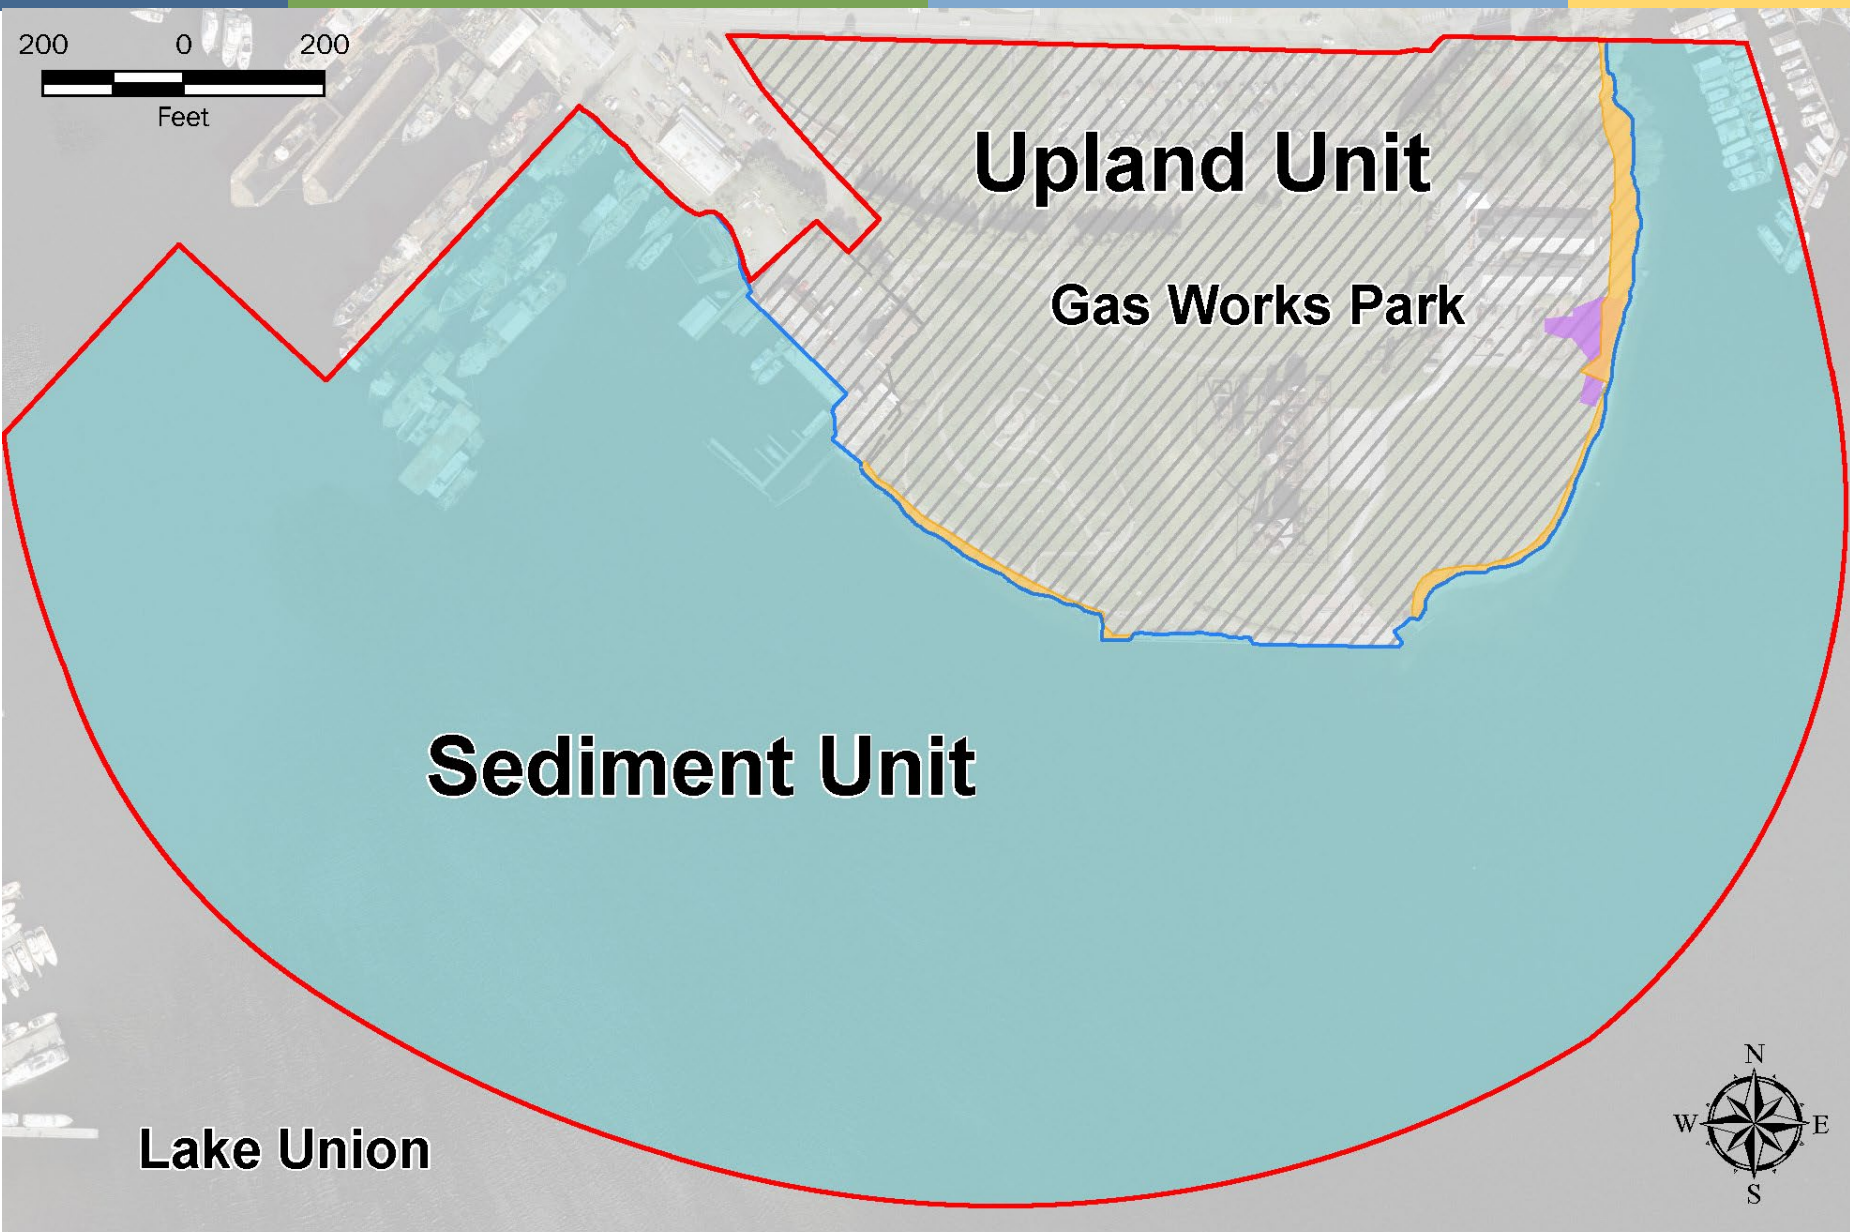 200 0 200
Feet
Upland Unit
Gas Works Park
Sediment Unit
Lake Union
N
W E
S